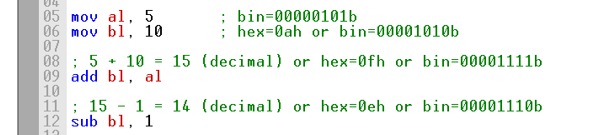 04
05 mov al, 5       ; bin=00000101b
06 mov bl, 10      ; hex=0ah or bin=00001010b
07
08 ; 5 + 10 = 15 (decimal) or hex=0fh or bin=00001111b
09 add bl, al
10
11 ; 15 - 1 = 14 (decimal) or hex=0eh or bin=00001110b
12 sub bl, 1